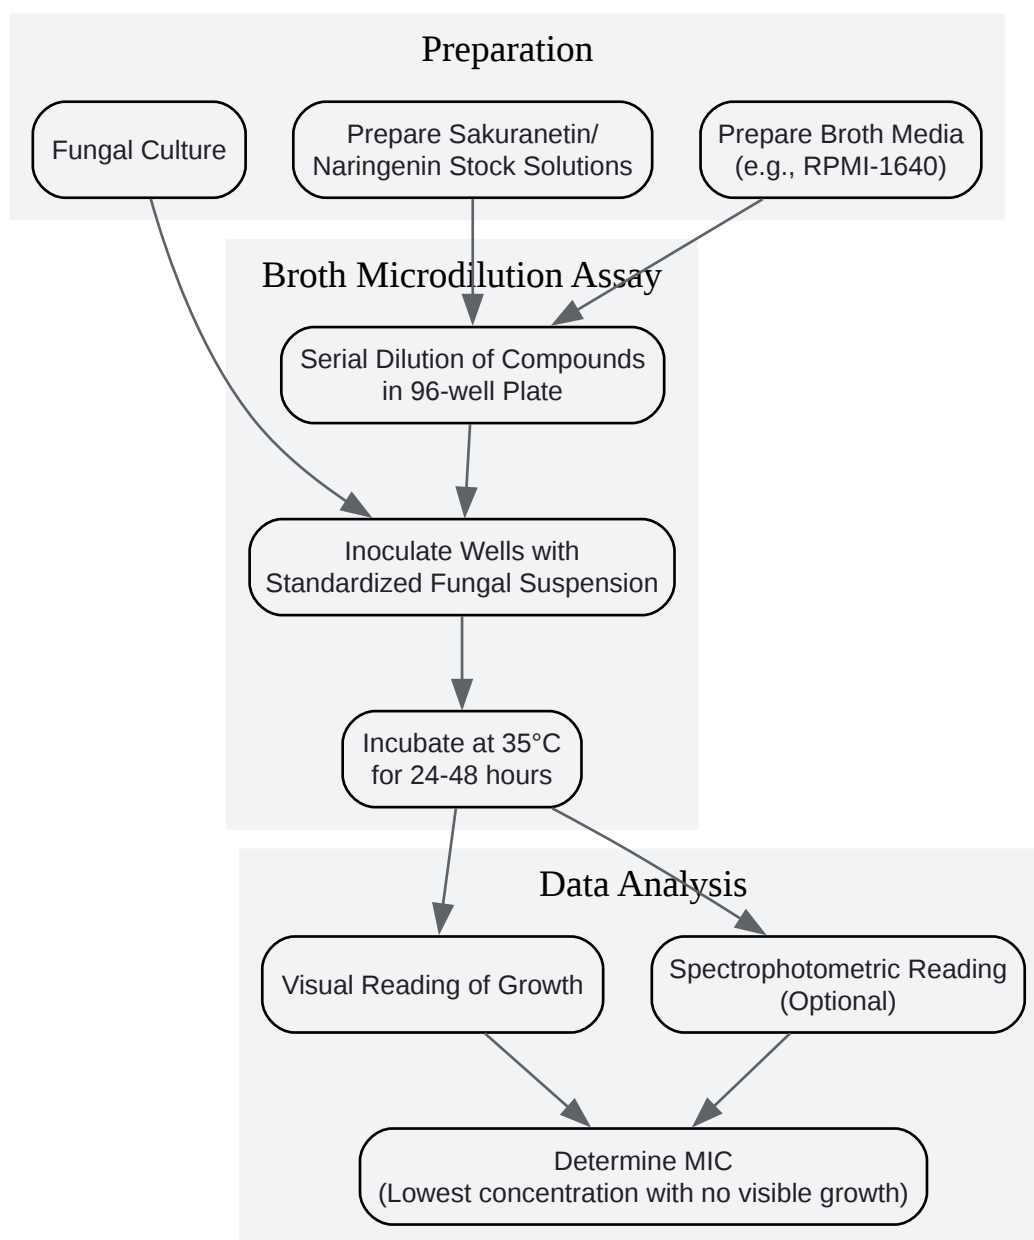 Preparation
Fungal Culture
Prepare Sakuranetin/
Naringenin Stock Solutions
Prepare Broth Media
(e.g., RPMI-1640)
Broth Microdilution Assay
Serial Dilution of Compounds
in 96-well Plate
Inoculate Wells with
Standardized Fungal Suspension
Incubate at 35°C
for 24-48 hours
Data Analysis
Visual Reading of Growth
Spectrophotometric Reading
(Optional)
Determine MIC
(Lowest concentration with no visible growth)